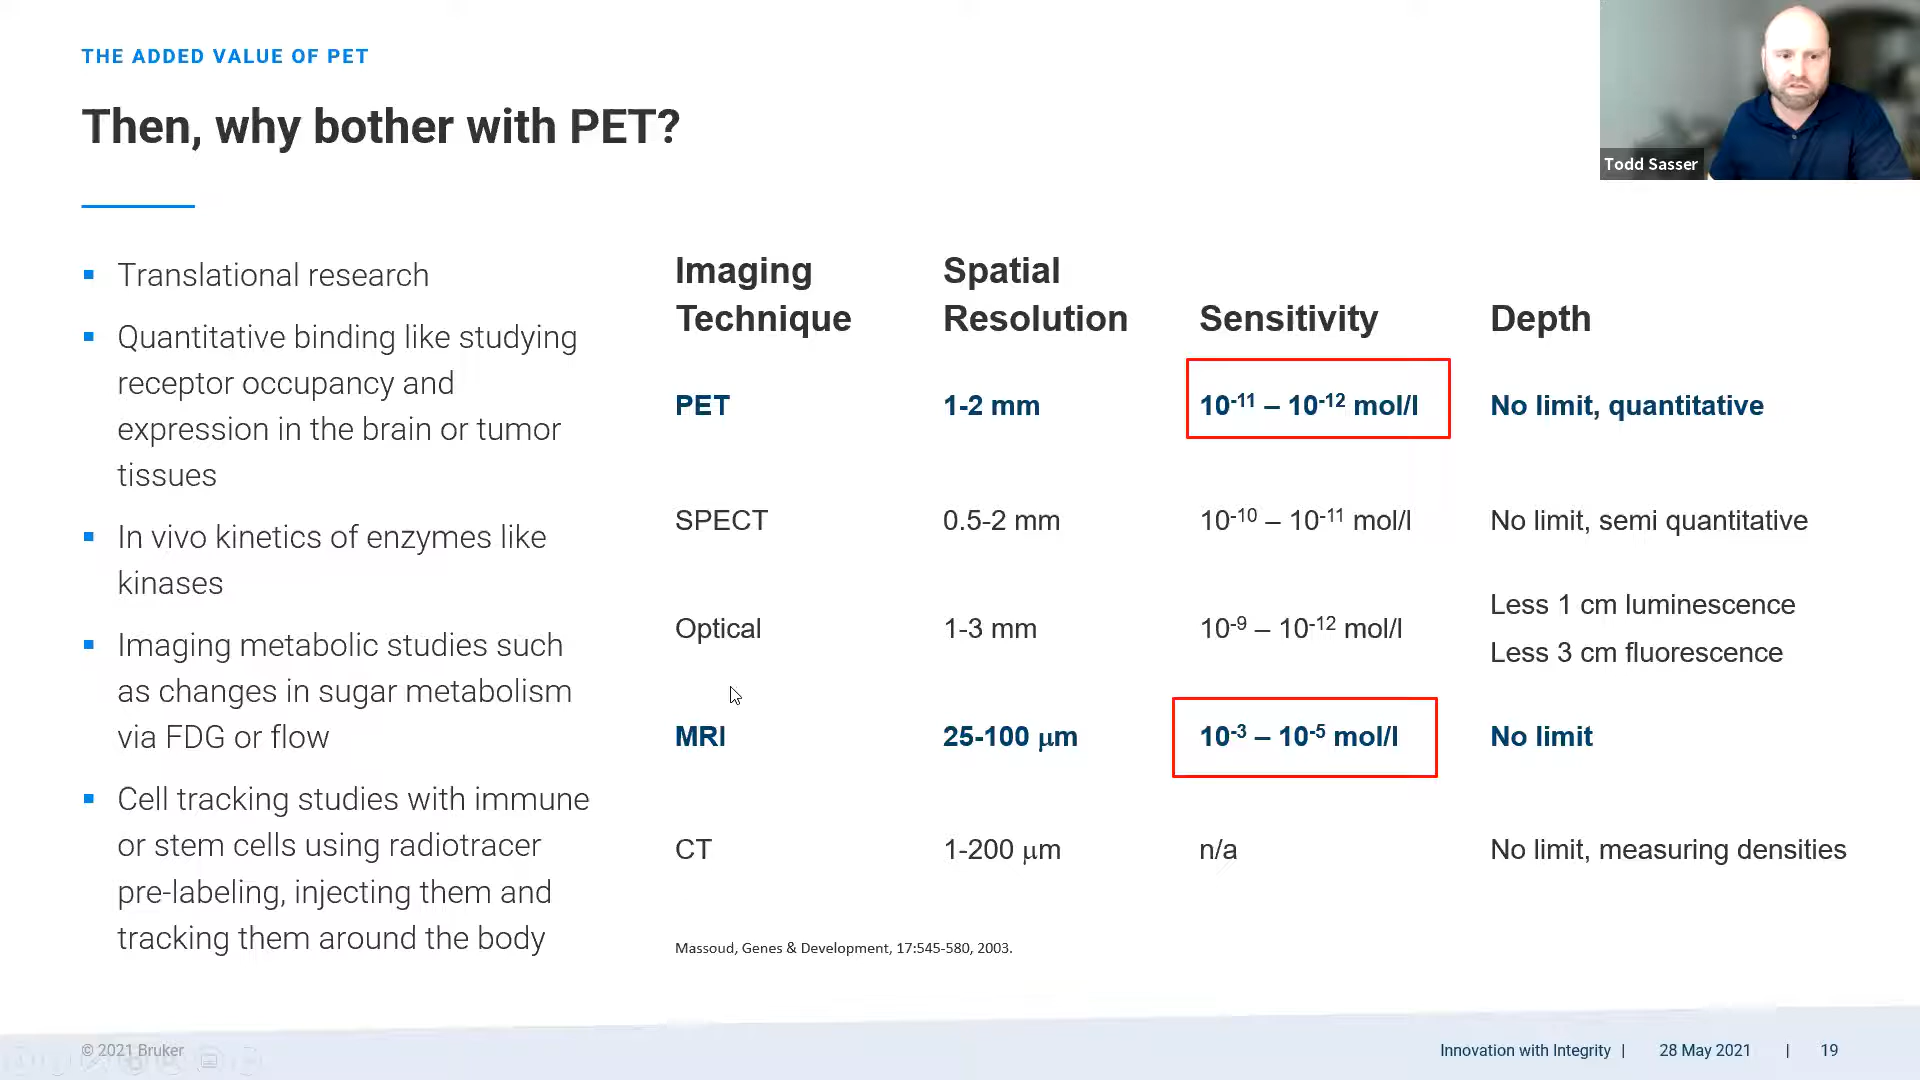 THE ADDED VALUE OF PET
Then, why bother with PET?
Todd Sasser
Translational research
Quantitative binding like studying
receptor occupancy and
expression in the brain or tumor
tissues
In vivo kinetics of enzymes like
kinases
Imaging metabolic studies such
as changes in sugar metabolism
via FDG or flow
Cell tracking studies with immune
or stem cells using radiotracer
pre-labeling, injecting them and
tracking them around the body
Imaging Technique
Spatial Resolution
Sensitivity
Depth
PET 1-2 mm 10⁻¹¹ – 10⁻¹² mol/l No limit, quantitative
SPECT 0.5-2 mm 10⁻¹⁰ – 10⁻¹¹ mol/l No limit, semi quantitative
Optical 1-3 mm 10⁻⁹ – 10⁻¹² mol/l
Less 1 cm luminescence
Less 3 cm fluorescence
MRI 25-100 μm 10⁻³ – 10⁻⁵ mol/l No limit
CT 1-200 μm n/a No limit, measuring densities
Massoud, Genes & Development, 17:545-580, 2003.
© 2021 Bruker
Innovation with Integrity | 28 May 2021 | 19